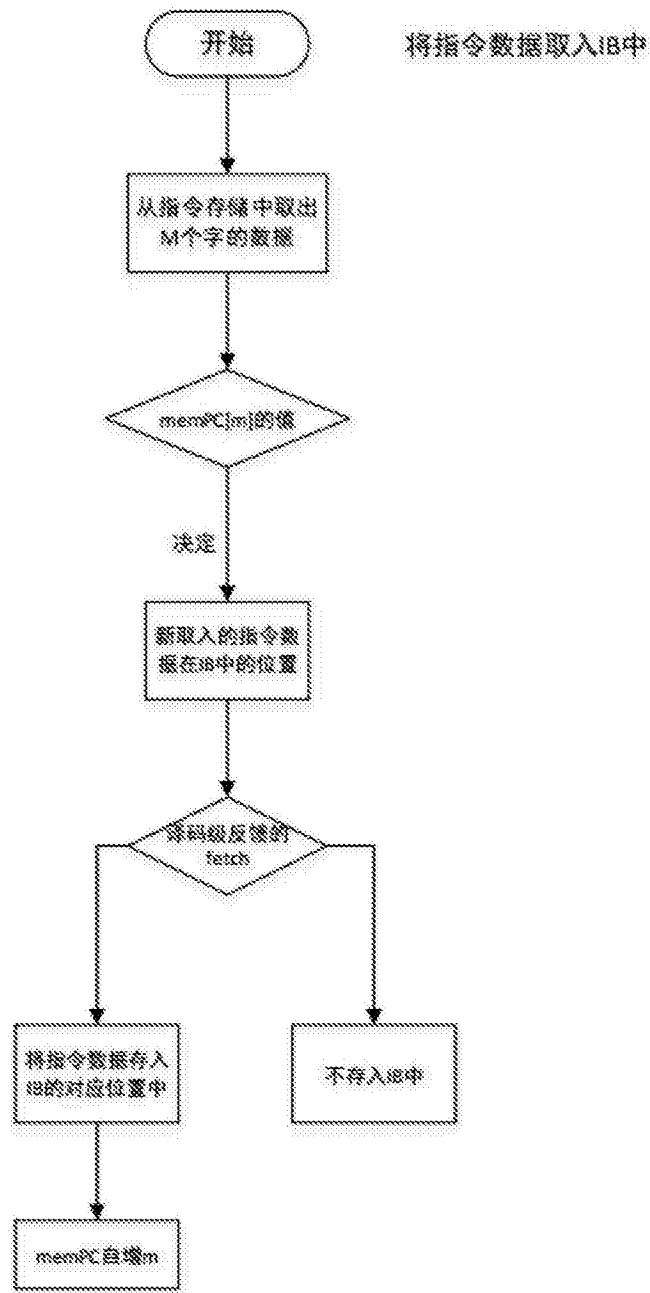 开始
将指令数据取入IB中
从指令存储中取出
M个字的数据
memPC[m]的值
决定
新取入的指令数
据在IB中的位置
译码级反馈的
fetch
将指令数据存入
IB的对应位置中
不存入IB中
memPC自增m